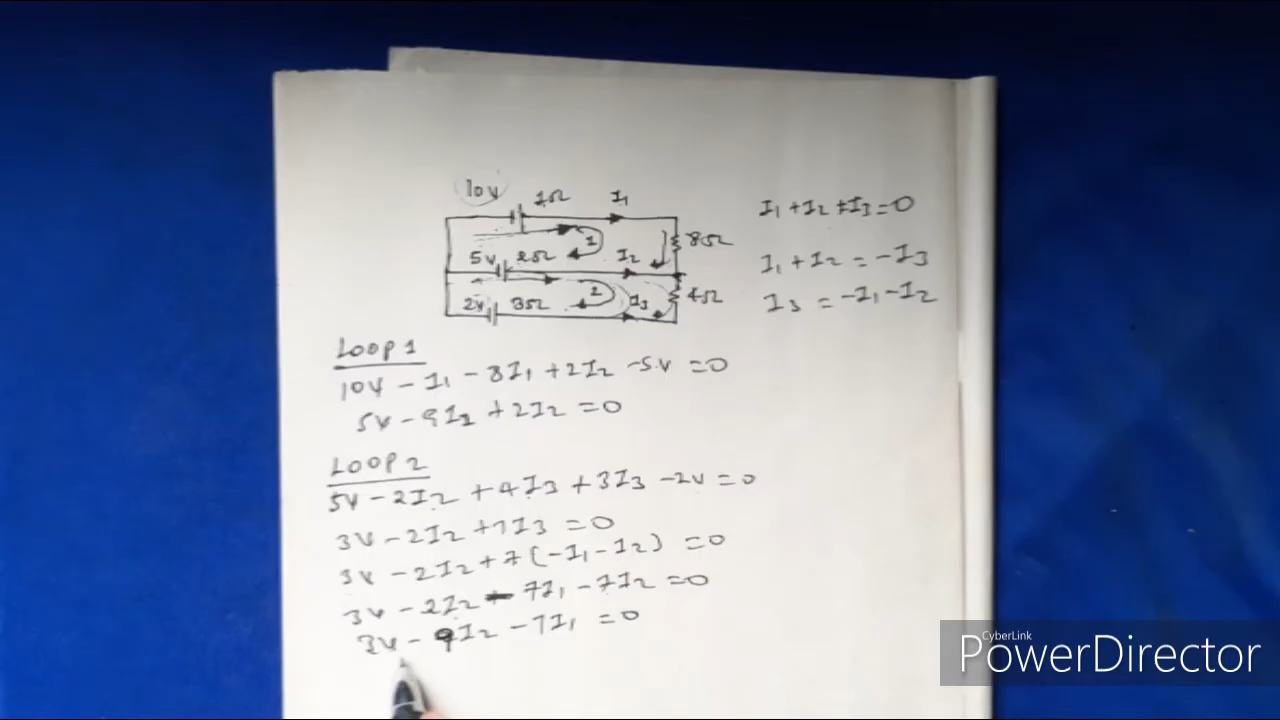 10V 1Ω I₁
8Ω
1
5V 2Ω I₂
2V 3Ω 2 I₃ 4Ω
I₁ + I₂ + I₃ = 0
I₁ + I₂ = -I₃
I₃ = -I₁ - I₂
LOOP 1
10V - I₁ - 8I₁ + 2I₂ - 5V = 0
5V - 9I₁ + 2I₂ = 0
LOOP 2
5V - 2I₂ + 4I₃ + 3I₃ - 2V = 0
3V - 2I₂ + 7I₃ = 0
3V - 2I₂ + 7(-I₁ - I₂) = 0
3V - 2I₂ - 7I₁ - 7I₂ = 0
3V - 9I₂ - 7I₁ = 0
CyberLink
PowerDirector